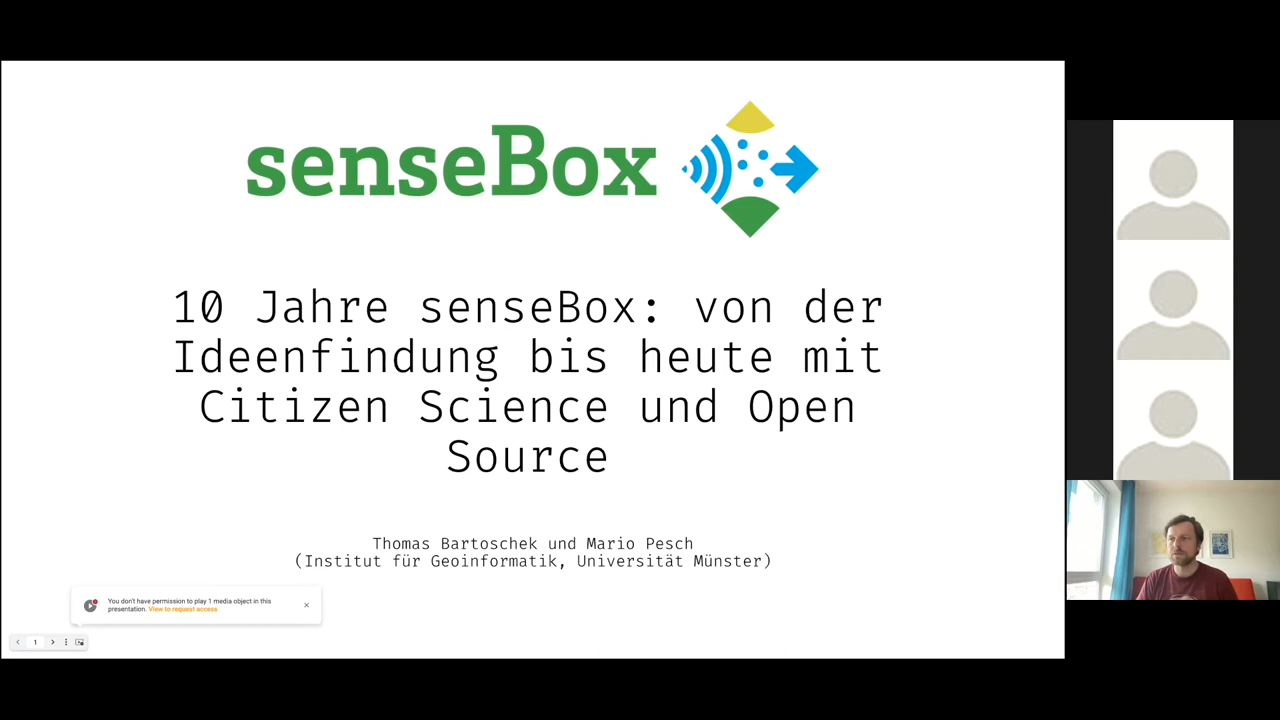 senseBox
10 Jahre senseBox: von der
Ideenfindung bis heute mit
Citizen Science und Open
Source
Thomas Bartoschek und Mario Pesch
(Institut für Geoinformatik, Universität Münster)
You don't have permission to play 1 media object in this
presentation. View to request access
1